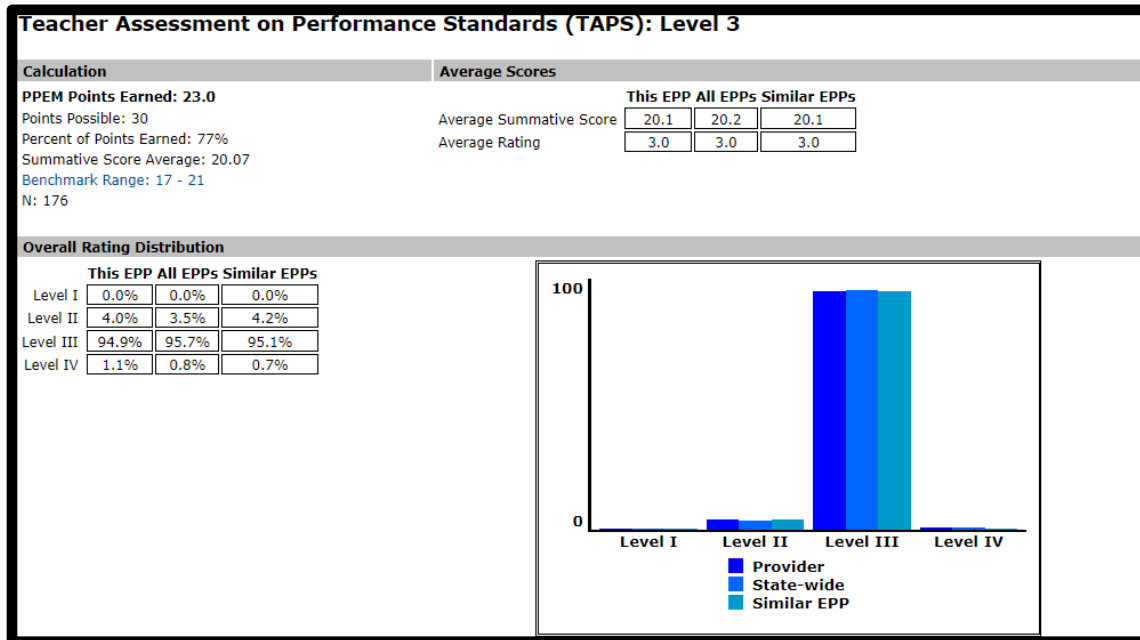 Teacher Assessment on Performance Standards (TAPS): Level 3
Calculation
PPEM Points Earned: 23.0
Points Possible: 30
Percent of Points Earned: 77%
Summative Score Average: 20.07
Benchmark Range: 17 - 21
N: 176
Average Scores
This EPP All EPPs Similar EPPs
Average Summative Score 20.1 20.2 20.1
Average Rating 3.0 3.0 3.0
Overall Rating Distribution
This EPP All EPPs Similar EPPs
Level I 0.0% 0.0% 0.0%
Level II 4.0% 3.5% 4.2%
Level III 94.9% 95.7% 95.1%
Level IV 1.1% 0.8% 0.7%
100
0
Level I Level II Level III Level IV
Provider
State-wide
Similar EPP